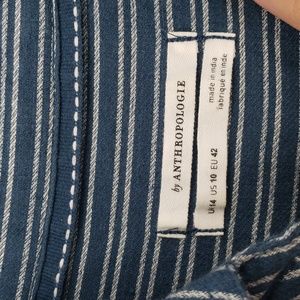 by ANTHROPOLOGIE
made in india
fabriqué en inde
UK 14 US 10 EU 42